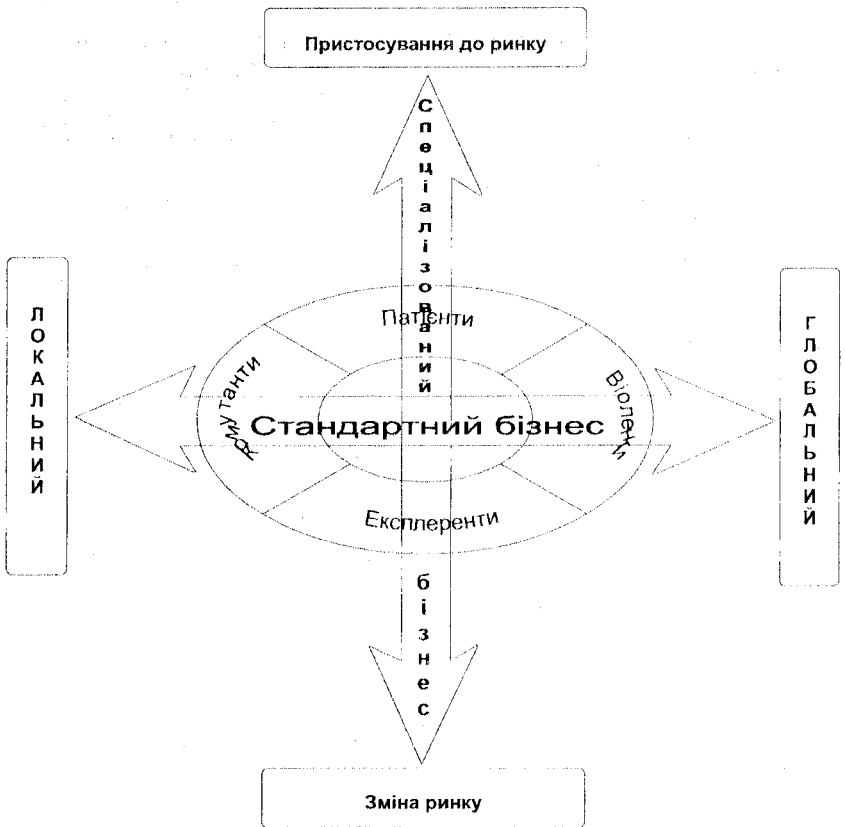 Пристосування до ринку
Спеціалізований
ЛОКАЛЬНИЙ
ГЛОБАЛЬНИЙ
Патієнти
Комутанти
Віоленти
Стандартний бізнес
Експлеренти
бізнес
Зміна ринку